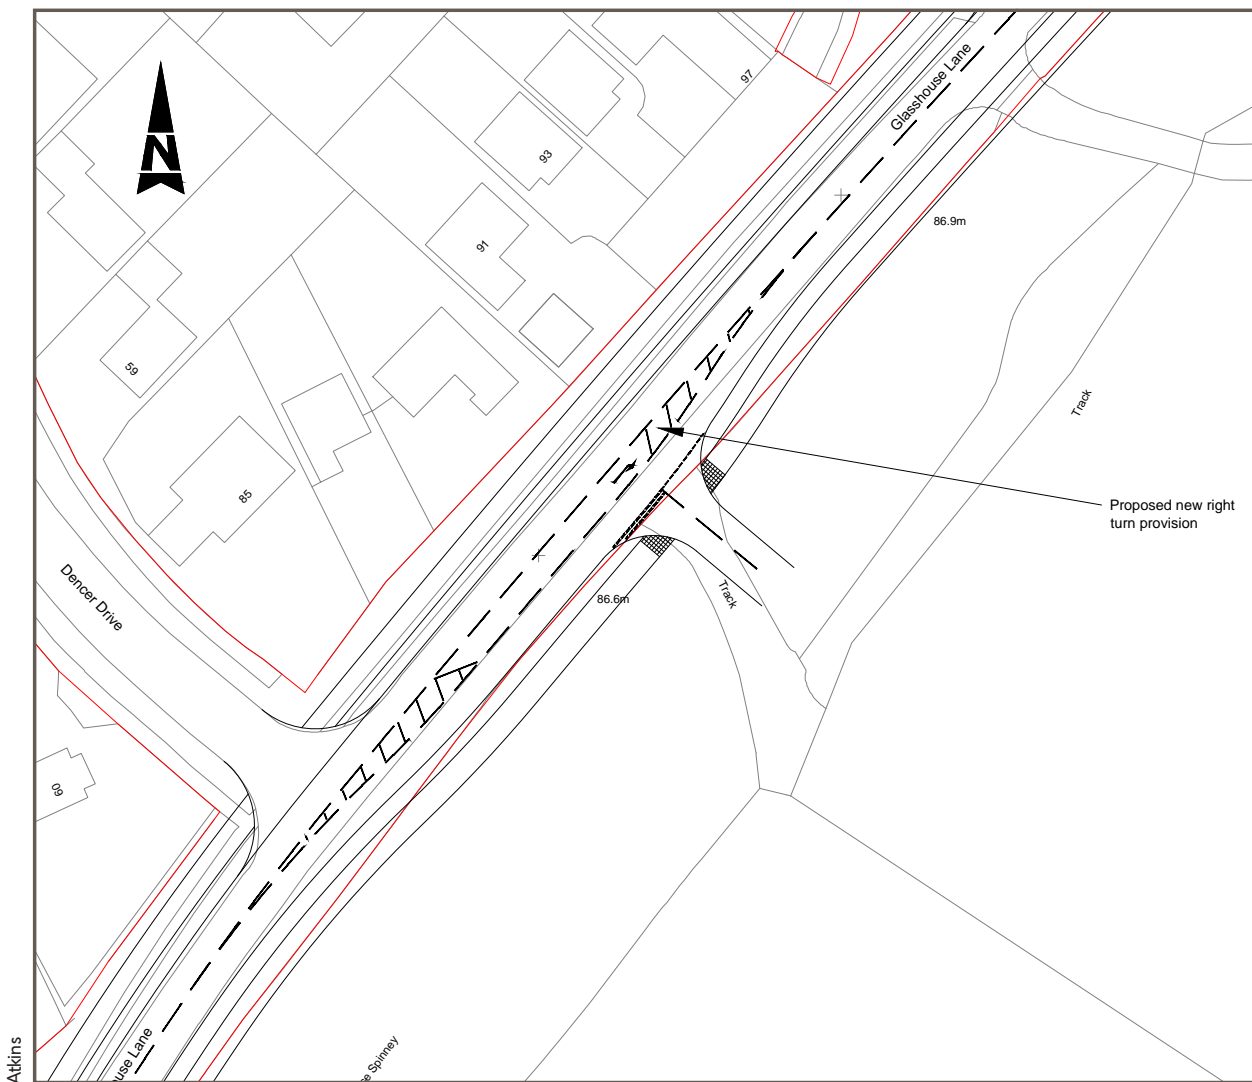 97
Glasshouse Lane
N
93
86.9m
91
59
Track
85
Proposed new right
turn provision
Dencer Drive
86.6m
Track
60
use Lane
e Spinney
Atkins